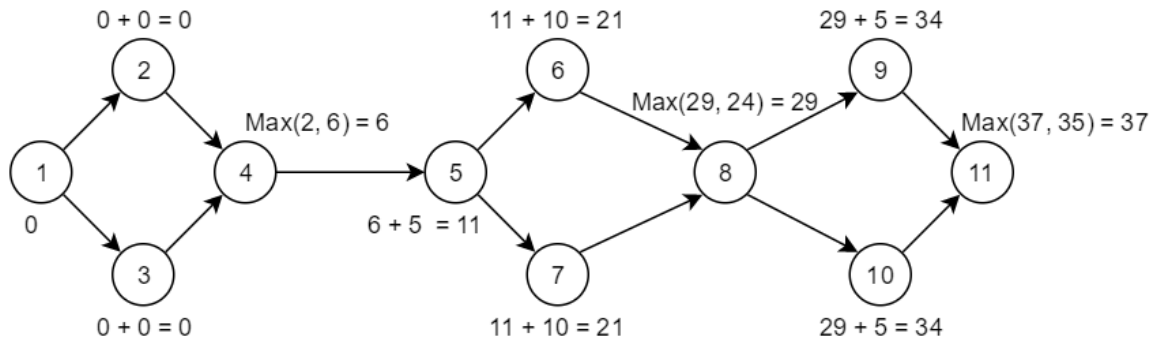 0 + 0 = 0
11 + 10 = 21
29 + 5 = 34
2
6
9
Max(2, 6) = 6
Max(29, 24) = 29
Max(37, 35) = 37
1
4
5
8
11
0
6 + 5  = 11
3
7
10
0 + 0 = 0
11 + 10 = 21
29 + 5 = 34